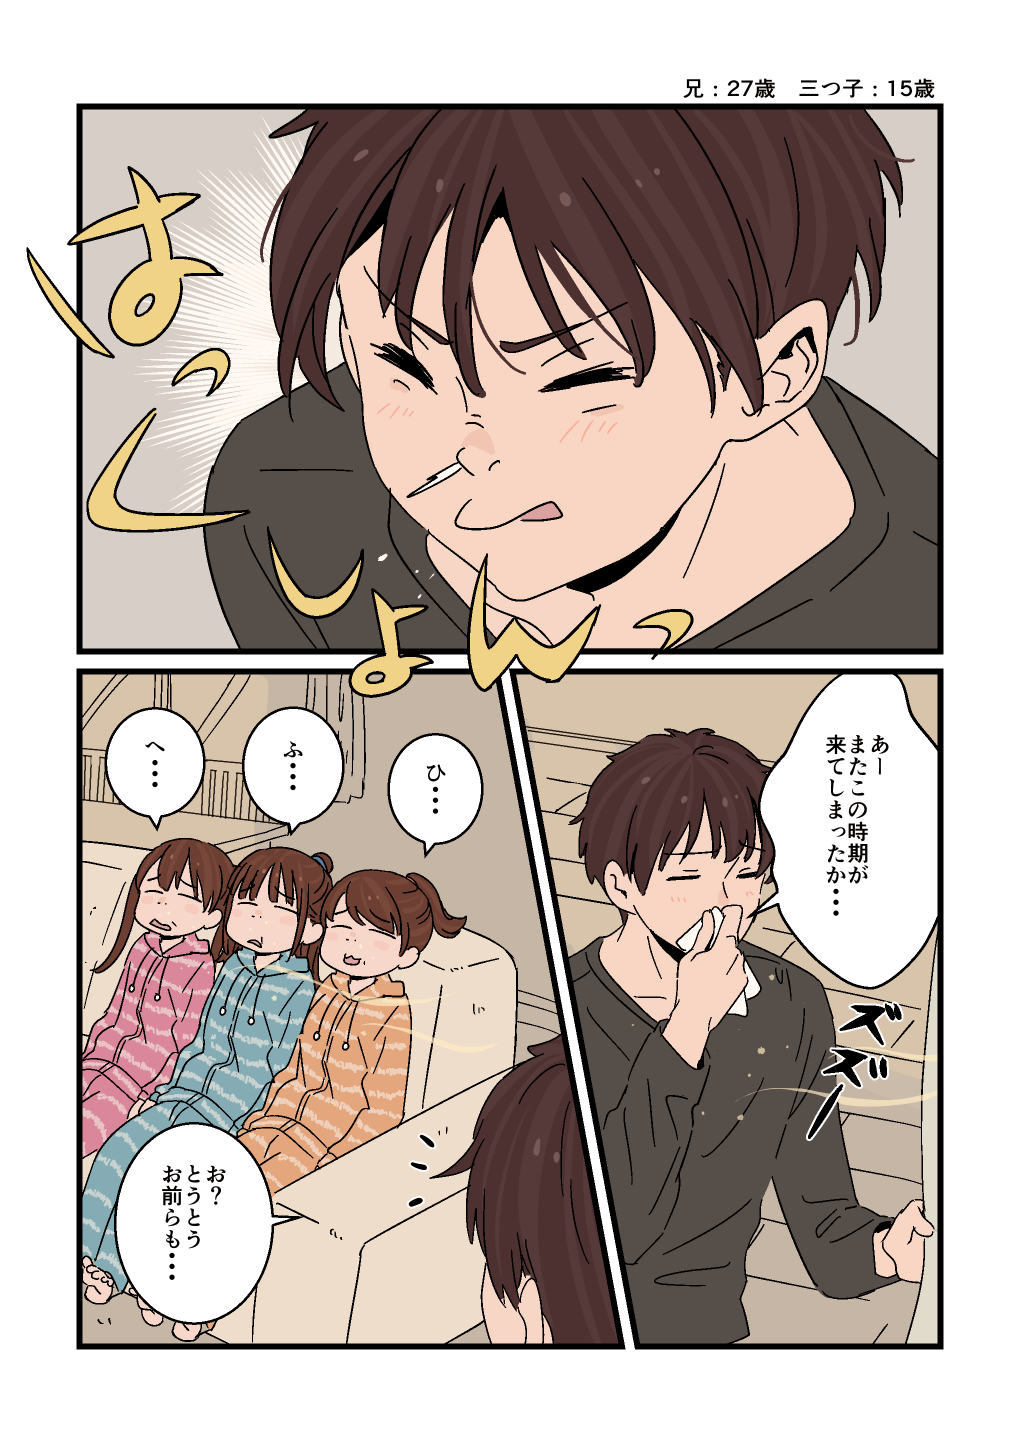 兄：27歳　三つ子：15歳
はっくしょんっ
あー
またこの時期が
来てしまったか…
ズズー
ひ…
ふ…
へ…
お？
とうとう
お前らも…